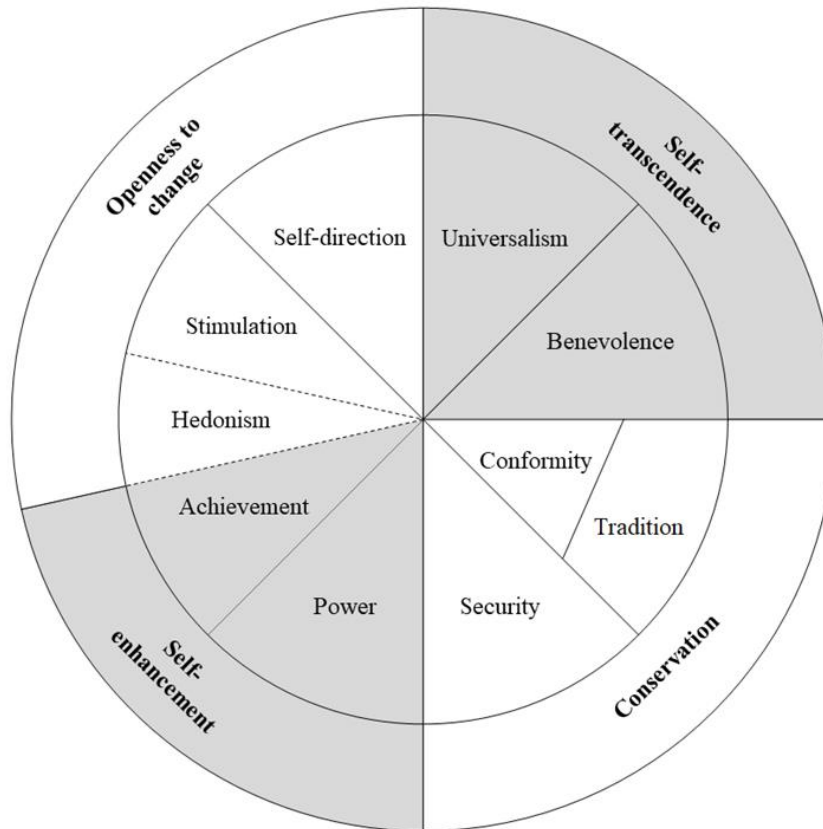 Openness to
change
Self-
transcendence
Self-direction
Universalism
Stimulation
Benevolence
Hedonism
Conformity
Achievement
Tradition
Power
Security
Self-
enhancement
Conservation